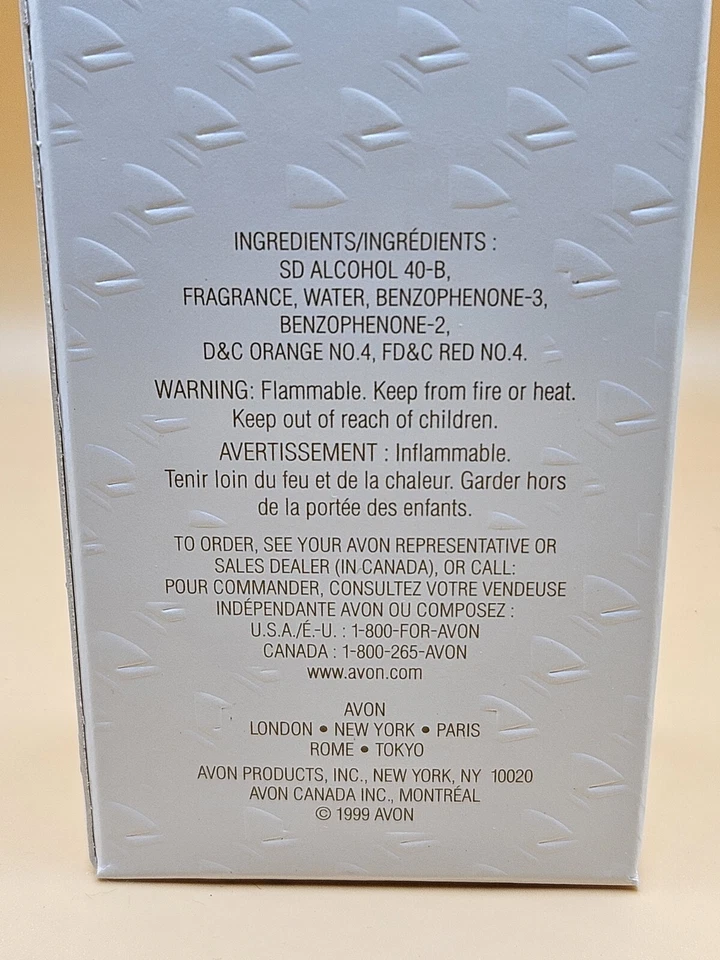 INGREDIENTS/INGRÉDIENTS :
SD ALCOHOL 40-B,
FRAGRANCE, WATER, BENZOPHENONE-3,
BENZOPHENONE-2,
D&C ORANGE NO.4, FD&C RED NO.4.
WARNING: Flammable. Keep from fire or heat.
Keep out of reach of children.
AVERTISSEMENT : Inflammable.
Tenir loin du feu et de la chaleur. Garder hors
de la portée des enfants.
TO ORDER, SEE YOUR AVON REPRESENTATIVE OR
SALES DEALER (IN CANADA), OR CALL:
POUR COMMANDER, CONSULTEZ VOTRE VENDEUSE
INDÉPENDANTE AVON OU COMPOSEZ :
U.S.A./É.-U. : 1-800-FOR-AVON
CANADA : 1-800-265-AVON
www.avon.com
AVON
LONDON • NEW YORK • PARIS
ROME • TOKYO
AVON PRODUCTS, INC., NEW YORK, NY 10020
AVON CANADA INC., MONTRÉAL
© 1999 AVON